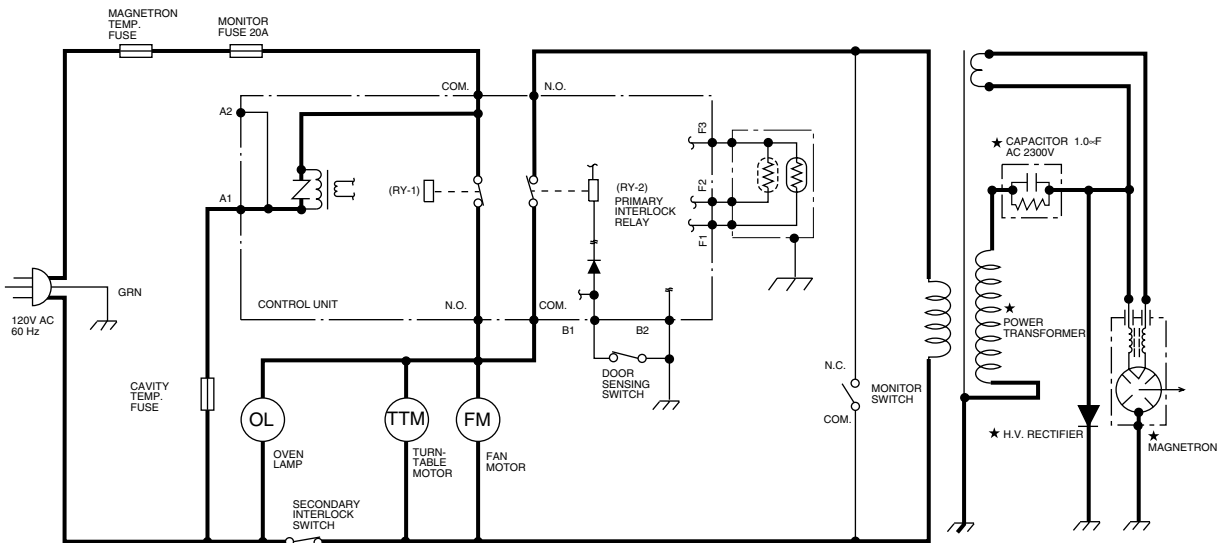 MAGNETRON
TEMP.
FUSE
MONITOR
FUSE 20A
COM.
N.O.
A2
A1
(RY-1)
(RY-2)
PRIMARY
INTERLOCK
RELAY
F3
F2
F1
★ CAPACITOR 1.0∝F
AC 2300V
GRN
120V AC
60 Hz
CONTROL UNIT
N.O.
COM.
B1
B2
★
POWER
TRANSFORMER
DOOR
SENSING
SWITCH
N.C.
MONITOR
SWITCH
COM.
CAVITY
TEMP.
FUSE
OL
TTM
FM
OVEN
LAMP
TURN-
TABLE
MOTOR
FAN
MOTOR
★ H.V. RECTIFIER
★
MAGNETRON
SECONDARY
INTERLOCK
SWITCH